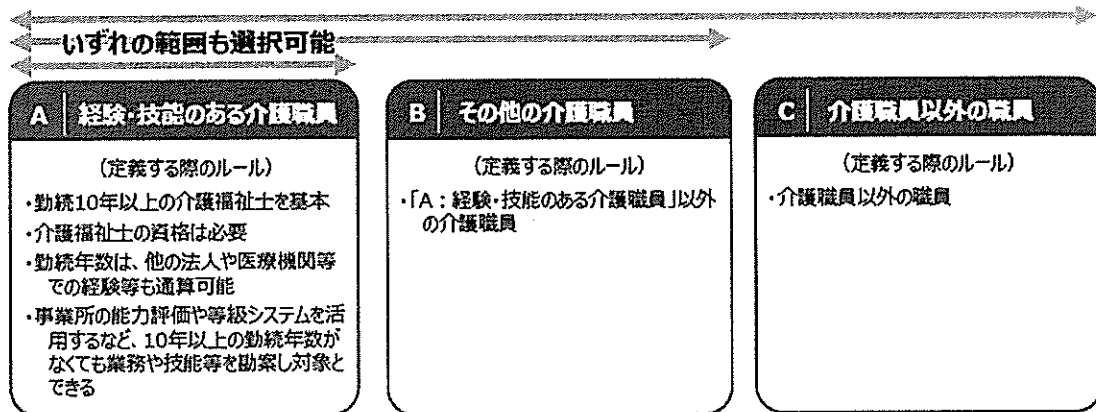 いずれの範囲も選択可能
A 経験・技能のある介護職員
(定義する際のルール)
・勤続10年以上の介護福祉士を基本
・介護福祉士の資格は必要
・勤続年数は、他の法人や医療機関等
での経験等も通算可能
・事業所の能力評価や等級システムを活
用するなど、10年以上の勤続年数が
なくても業務や技能等を勘案し対象と
できる
B その他の介護職員
(定義する際のルール)
・「A：経験・技能のある介護職員」以外
の介護職員
C 介護職員以外の職員
(定義する際のルール)
・介護職員以外の職員